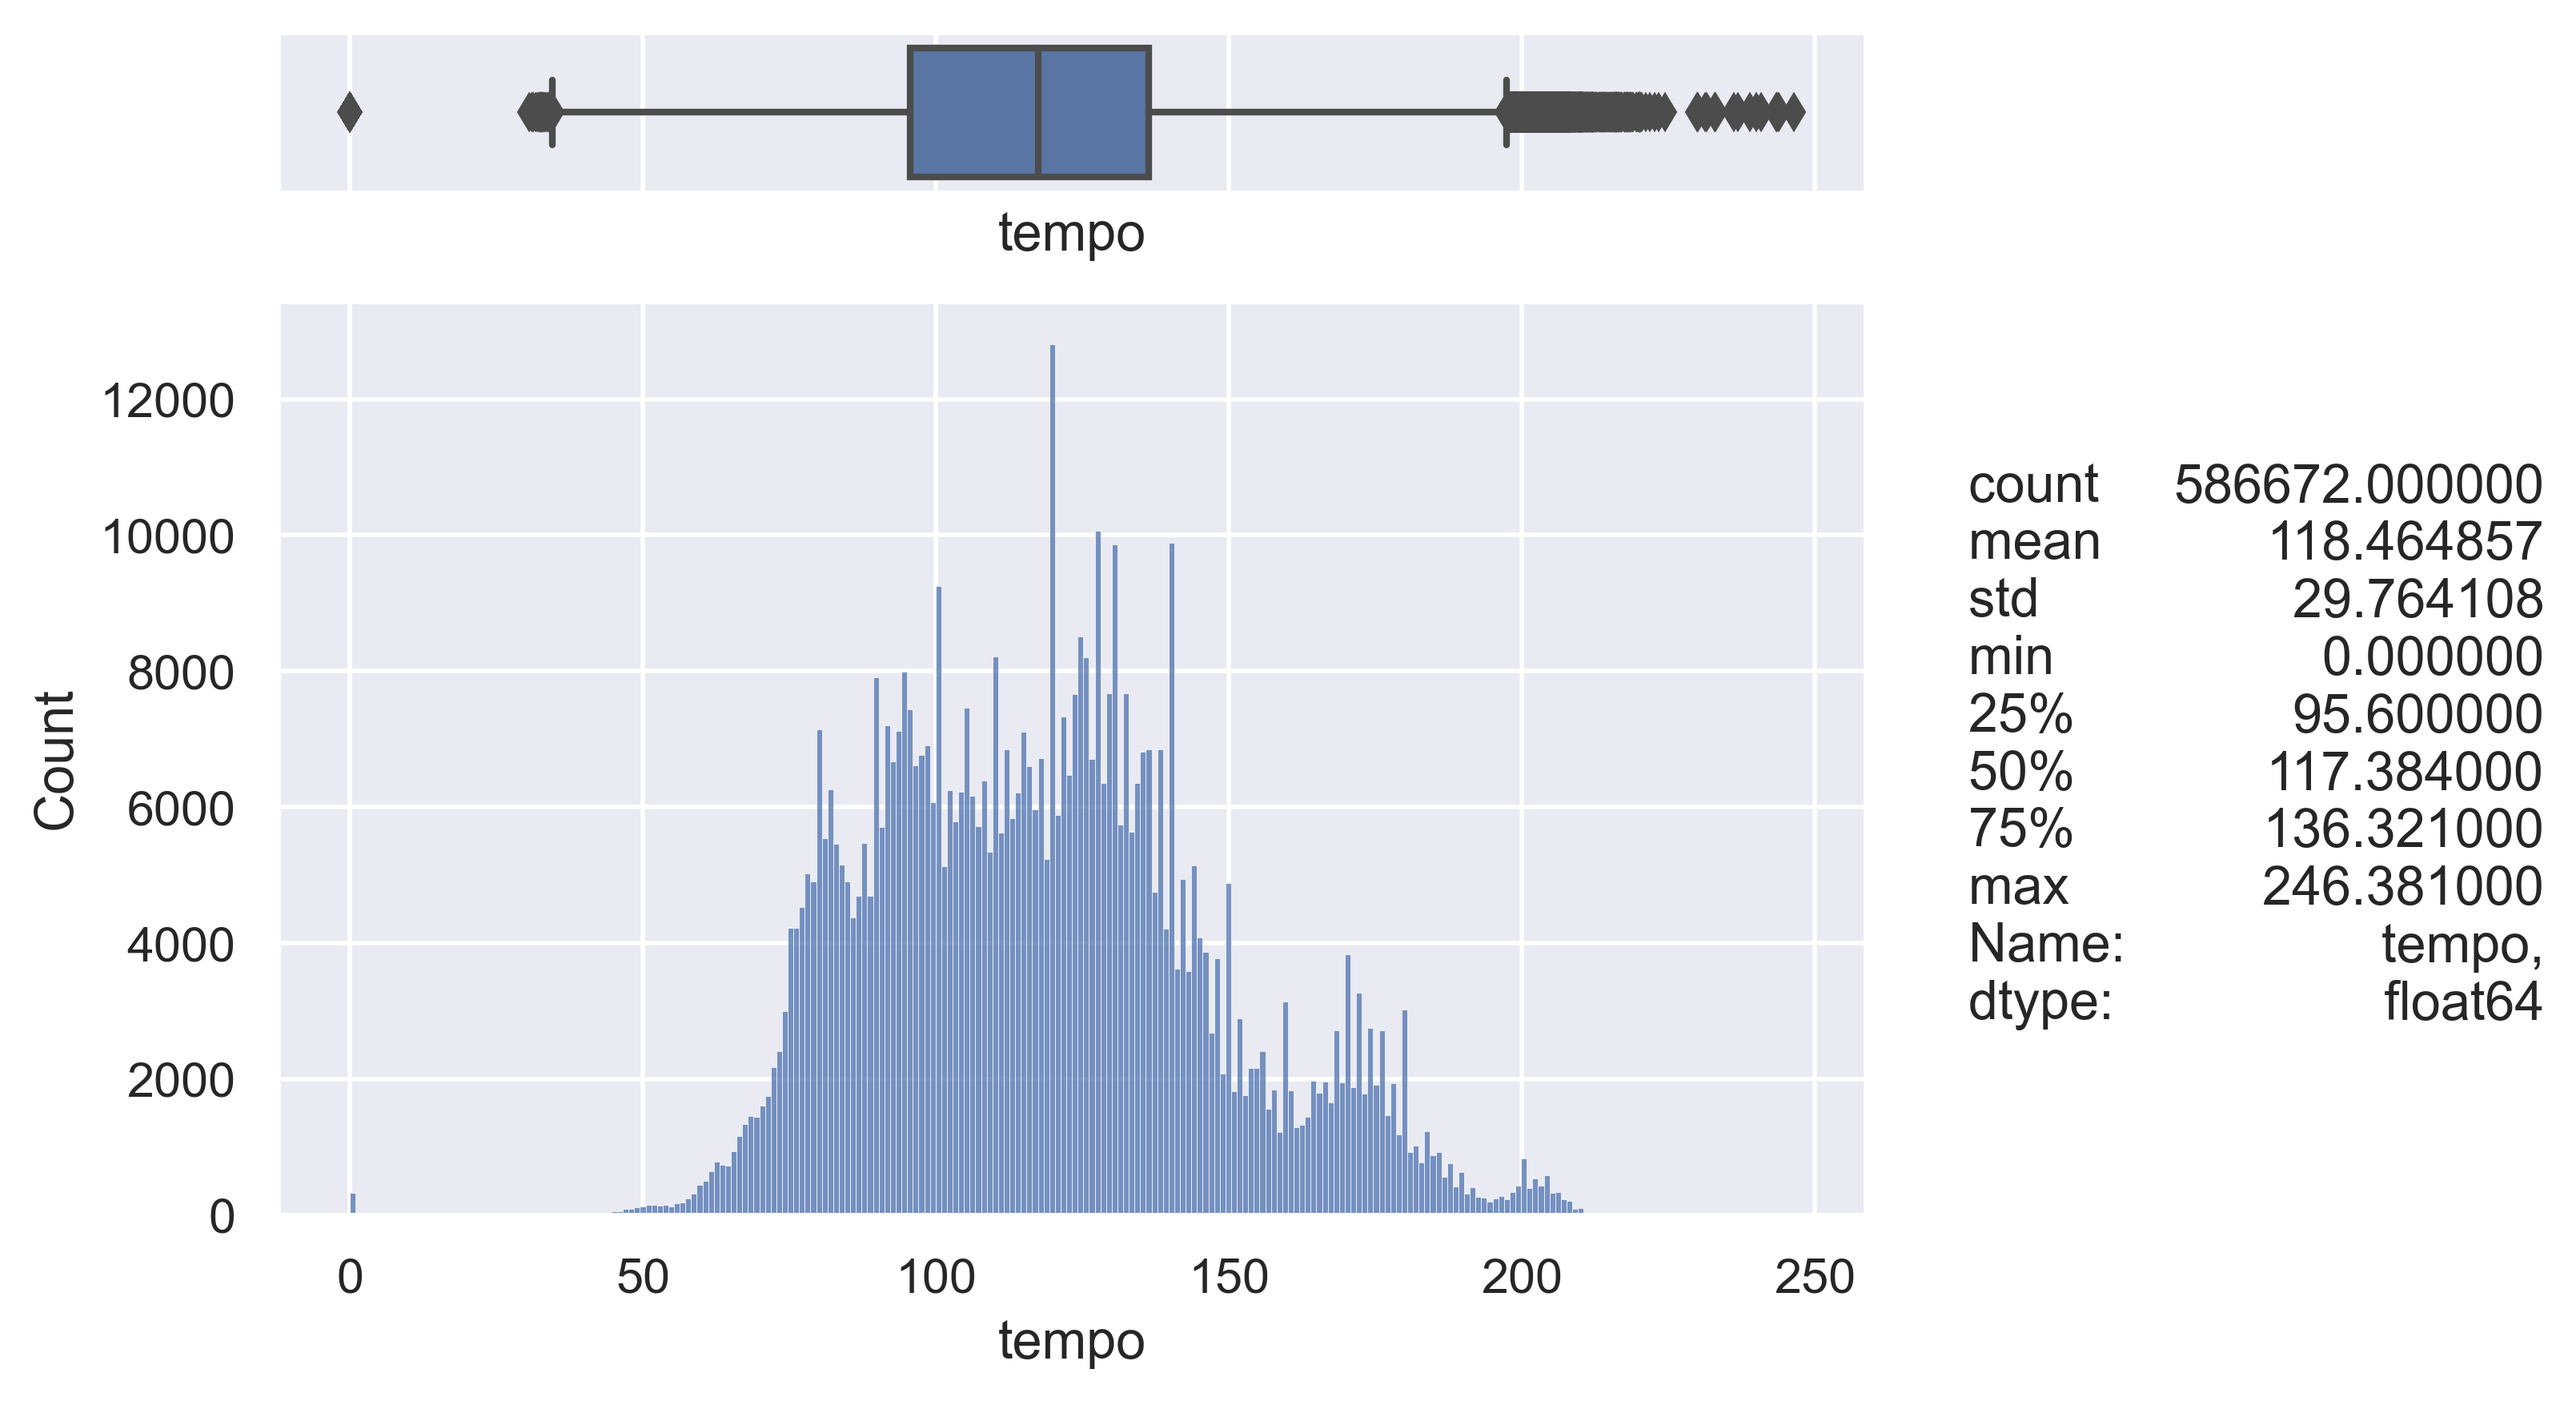 tempo
12000
10000
8000
6000
4000
2000
0
Count
0 50 100 150 200 250
tempo
count 586672.000000
mean 118.464857
std 29.764108
min 0.000000
25% 95.600000
50% 117.384000
75% 136.321000
max 246.381000
Name: tempo,
dtype: float64